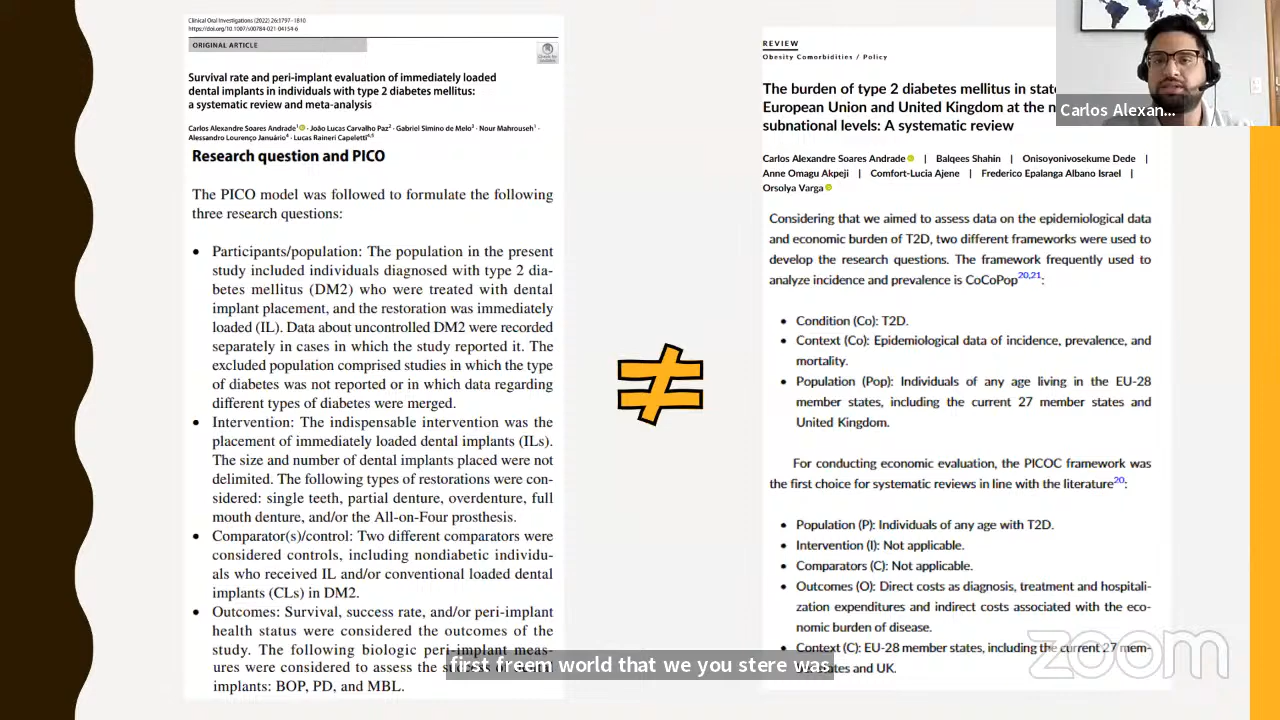 Clinical Oral Investigations (2022) 26:1797–1810
https://doi.org/10.1007/s00784-021-04154-6
ORIGINAL ARTICLE
Survival rate and peri-implant evaluation of immediately loaded
dental implants in individuals with type 2 diabetes mellitus:
a systematic review and meta-analysis
Carlos Alexandre Soares Andrade¹ · João Lucas Carvalho Paz² · Gabriel Simino de Melo³ · Nour Mahrouseh¹ ·
Alessandro Lourenço Januário⁴ · Lucas Raineri Capeletti⁴,⁵
Research question and PICO
The PICO model was followed to formulate the following
three research questions:
• Participants/population: The population in the present
study included individuals diagnosed with type 2 dia-
betes mellitus (DM2) who were treated with dental
implant placement, and the restoration was immediately
loaded (IL). Data about uncontrolled DM2 were recorded
separately in cases in which the study reported it. The
excluded population comprised studies in which the type
of diabetes was not reported or in which data regarding
different types of diabetes were merged.
• Intervention: The indispensable intervention was the
placement of immediately loaded dental implants (ILs).
The size and number of dental implants placed were not
delimited. The following types of restorations were con-
sidered: single teeth, partial denture, overdenture, full
mouth denture, and/or the All-on-Four prosthesis.
• Comparator(s)/control: Two different comparators were
considered controls, including nondiabetic individu-
als who received IL and/or conventional loaded dental
implants (CLs) in DM2.
• Outcomes: Survival, success rate, and/or peri-implant
health status were considered the outcomes of the
study. The following biologic peri-implant meas-
ures were considered to assess the
implants: BOP, PD, and MBL.
≠
REVIEW
Obesity Comorbidities / Policy
The burden of type 2 diabetes mellitus in
European Union and United Kingdom at the
subnational levels: A systematic review
Carlos Alexandre Soares Andrade | Balqees Shahin | Onisoyonivosekume Dede |
Anne Omagu Akpeji | Comfort-Lucia Ajene | Frederico Epalanga Albano Israel |
Orsolya Varga
Considering that we aimed to assess data on the epidemiological data
and economic burden of T2D, two different frameworks were used to
develop the research questions. The framework frequently used to
analyze incidence and prevalence is CoCoPop20,21:
• Condition (Co): T2D.
• Context (Co): Epidemiological data of incidence, prevalence, and
mortality.
• Population (Pop): Individuals of any age living in the EU-28
member states, including the current 27 member states and
United Kingdom.
For conducting economic evaluation, the PICOC framework was
the first choice for systematic reviews in line with the literature20:
• Population (P): Individuals of any age with T2D.
• Intervention (I): Not applicable.
• Comparators (C): Not applicable.
• Outcomes (O): Direct costs as diagnosis, treatment and hospitali-
zation expenditures and indirect costs associated with the eco-
nomic burden of disease.
• Context (C): EU-28 member states, including the current 27 mem-
states and UK.
Carlos Alexan...
first freem world that we you stere was
zoom